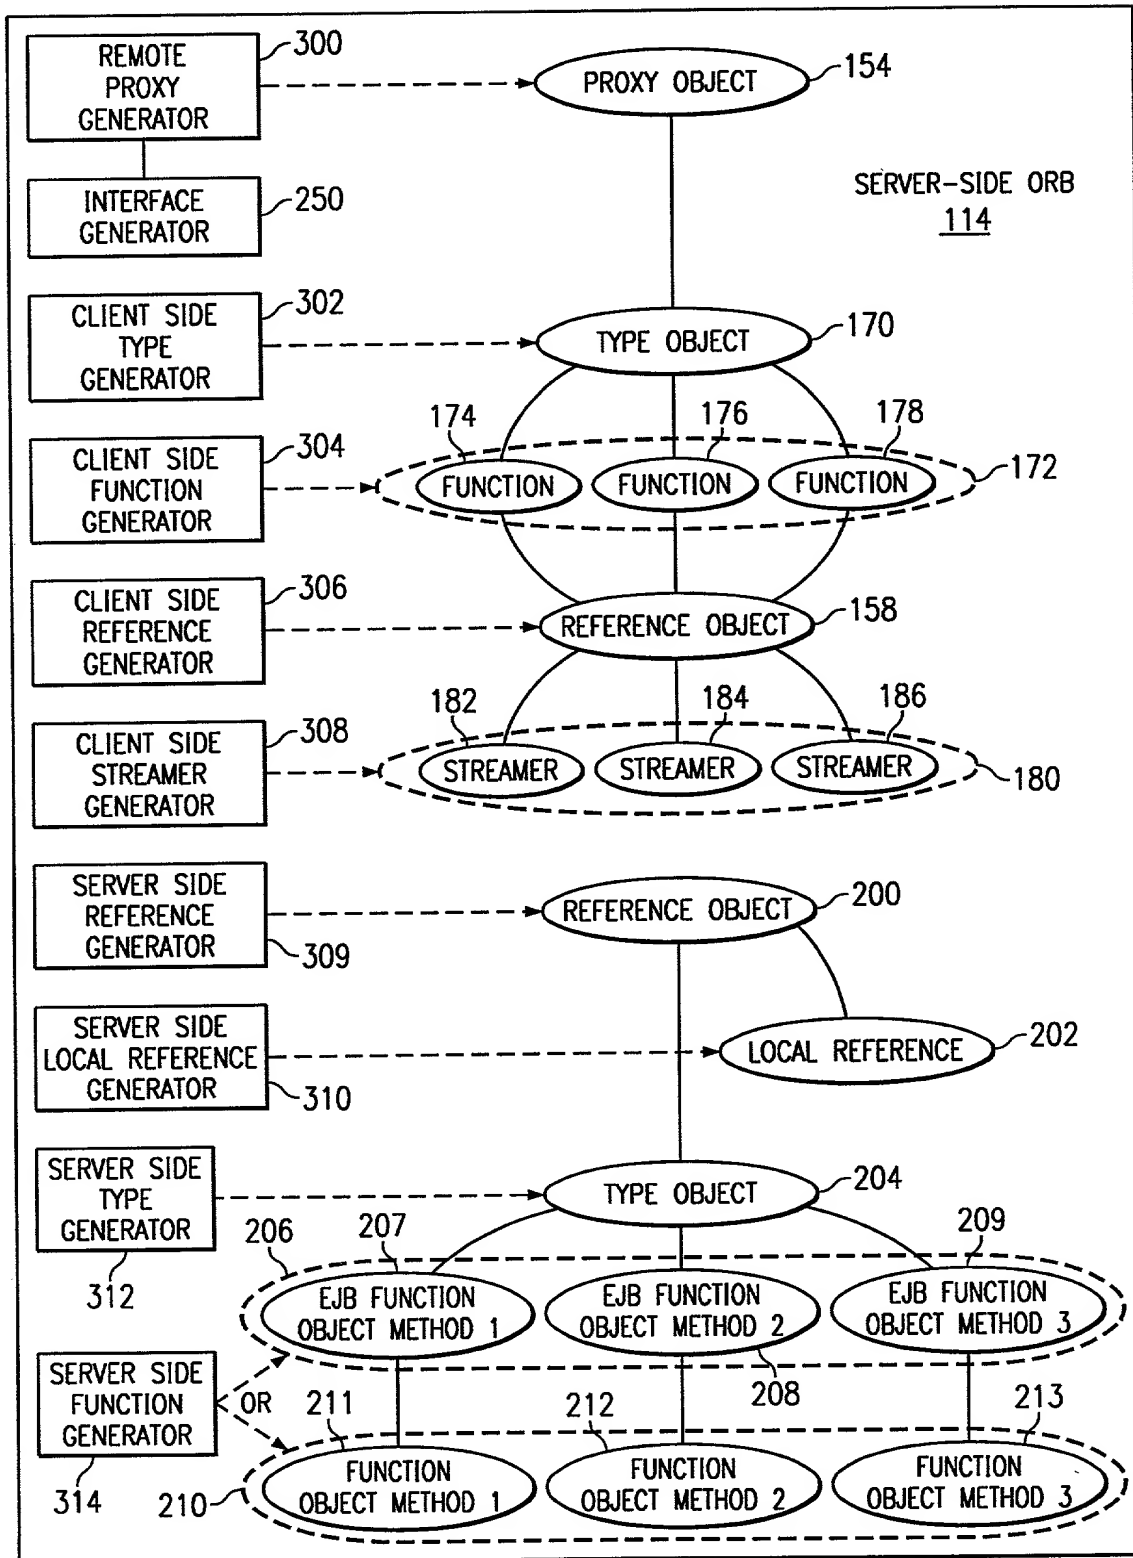 REMOTE
PROXY
GENERATOR
300
PROXY OBJECT
154
SERVER-SIDE ORB
114
INTERFACE
GENERATOR
250
CLIENT SIDE
TYPE
GENERATOR
302
TYPE OBJECT
170
174
176
178
CLIENT SIDE
FUNCTION
GENERATOR
304
FUNCTION
FUNCTION
FUNCTION
172
CLIENT SIDE
REFERENCE
GENERATOR
306
REFERENCE OBJECT
158
182
184
186
CLIENT SIDE
STREAMER
GENERATOR
308
STREAMER
STREAMER
STREAMER
180
SERVER SIDE
REFERENCE
GENERATOR
309
REFERENCE OBJECT
200
SERVER SIDE
LOCAL REFERENCE
GENERATOR
310
LOCAL REFERENCE
202
SERVER SIDE
TYPE
GENERATOR
312
TYPE OBJECT
204
206
207
209
EJB FUNCTION
OBJECT METHOD 1
EJB FUNCTION
OBJECT METHOD 2
EJB FUNCTION
OBJECT METHOD 3
208
SERVER SIDE
FUNCTION
GENERATOR
314
OR
211
212
213
210
FUNCTION
OBJECT METHOD 1
FUNCTION
OBJECT METHOD 2
FUNCTION
OBJECT METHOD 3